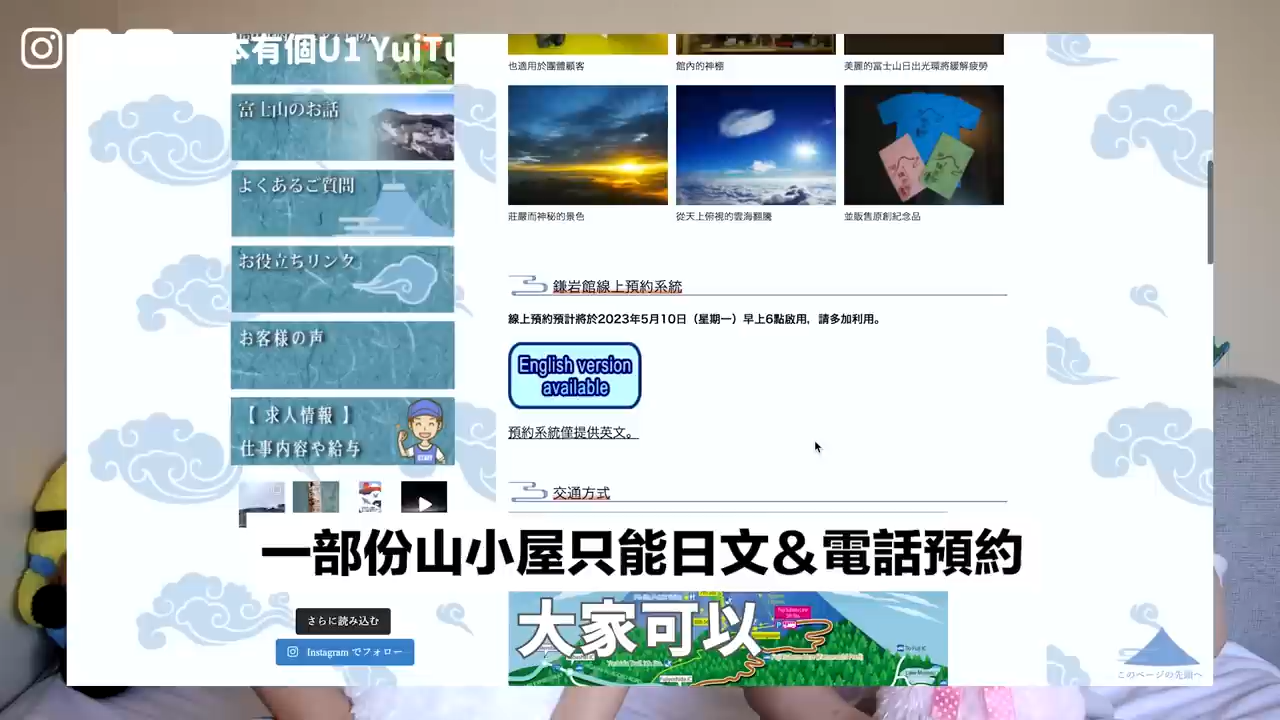 本有個U1 YuiTu
富士山のお話
よくあるご質問
お役立ちリンク
お客様の声
【 求人情報 】
仕事内容や給与
さらに読み込む
Instagram でフォロー
也適用於團體顧客
館內的神棚
美麗的富士山日出光環將緩解疲勞
莊嚴而神秘的景色
從天上俯視的雲海翻騰
並販售原創紀念品
鎌岩館線上預約系統
線上預約預計將於2023年5月10日（星期一）早上6點啟用，請多加利用。
English version
available
預約系統僅提供英文。
交通方式
一部份山小屋只能日文＆電話預約
大家可以
このページの先頭へ